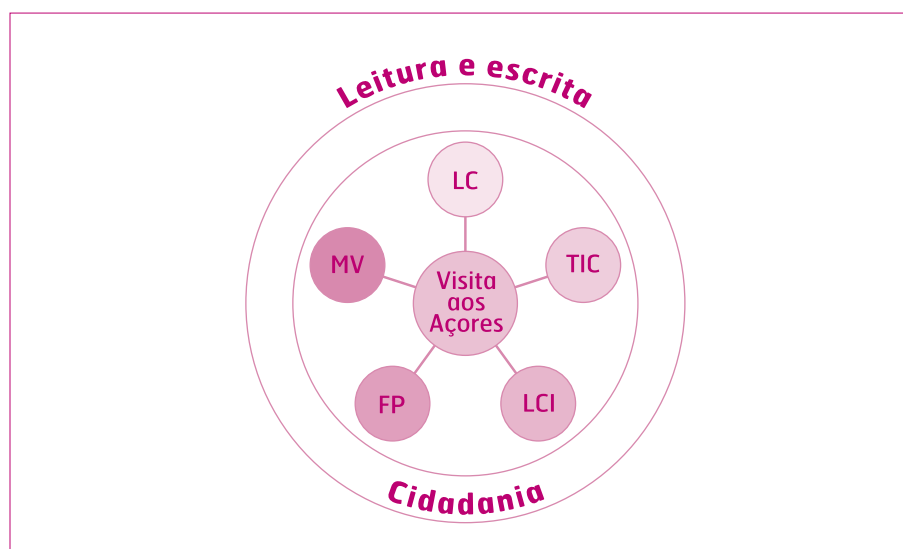 Leitura e escrita
LC
MV
TIC
Visita
aos
Açores
FP
LCI
Cidadania